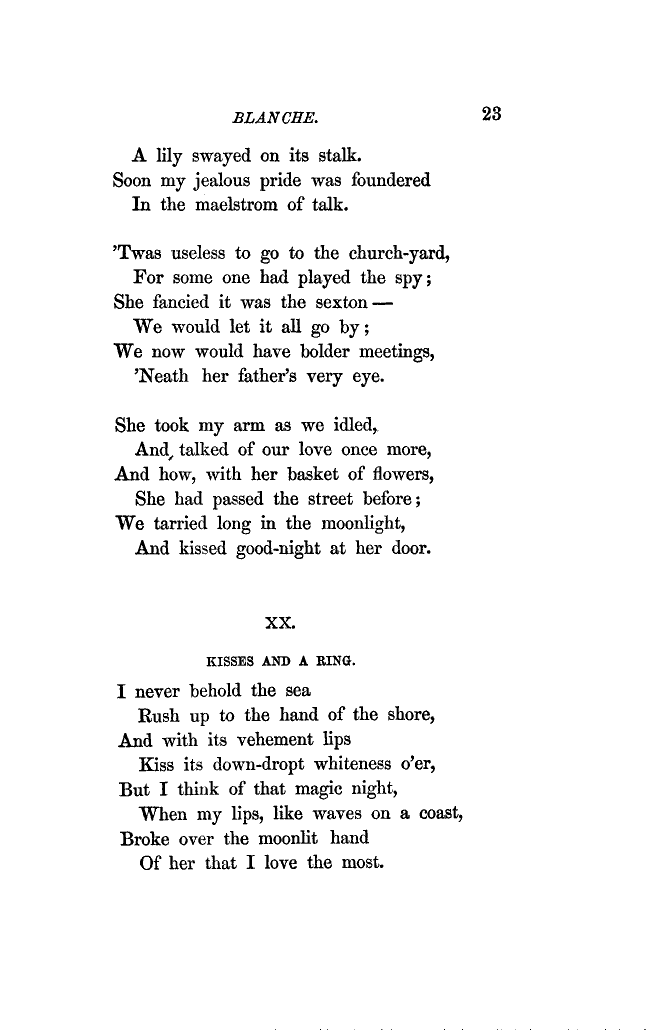 BLANCHE. 23
A lily swayed on its stalk.
Soon my jealous pride was foundered
In the maelstrom of talk.
'Twas useless to go to the church-yard,
For some one had played the spy;
She fancied it was the sexton —
We would let it all go by;
We now would have bolder meetings,
'Neath her father's very eye.
She took my arm as we idled,
And, talked of our love once more,
And how, with her basket of flowers,
She had passed the street before;
We tarried long in the moonlight,
And kissed good-night at her door.
XX.
KISSES AND A RING.
I never behold the sea
Rush up to the hand of the shore,
And with its vehement lips
Kiss its down-dropt whiteness o'er,
But I think of that magic night,
When my lips, like waves on a coast,
Broke over the moonlit hand
Of her that I love the most.